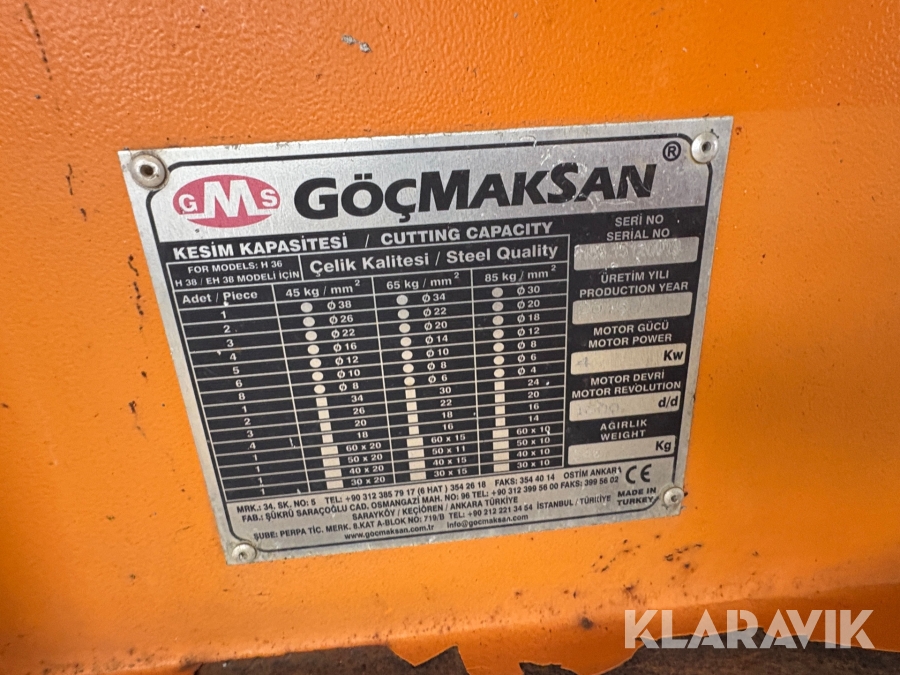 GMS GÖÇMAKSAN ®
KESİM KAPASİTESİ / CUTTING CAPACITY
FOR MODELS: H 36
H 38 / EH 38 MODELİ İÇİN
Çelik Kalitesi / Steel Quality
Adet / Piece 45 kg / mm² 65 kg / mm² 85 kg / mm²
1 Ø 38 Ø 34 Ø 30
2 Ø 26 Ø 22 Ø 20
3 Ø 22 Ø 20 Ø 18
4 Ø 16 Ø 14 Ø 12
5 Ø 12 Ø 10 Ø 8
6 Ø 10 Ø 8 Ø 6
8 Ø 8 Ø 6 Ø 4
1 34 30 24
2 26 22 20
3 20 18 16
4 18 16 14
1 60 x 20 60 x 15 60 x 10
1 50 x 20 50 x 11 50 x 10
1 40 x 20 40 x 15 40 x 10
1 30 x 20 30 x 15 30 x 10
SERİ NO
SERIAL NO
ÜRETİM YILI
PRODUCTION YEAR
MOTOR GÜCÜ
MOTOR POWER
4 Kw
MOTOR DEVRİ
MOTOR REVOLUTION
d/d
AĞIRLIK
WEIGHT
Kg
MRK.: 34. SK. NO: 5 TEL: +90 312 385 79 17 (6 HAT) 354 26 18 FAKS: 354 40 14 OSTİM ANKARA
FAB.: ŞÜKRÜ SARAÇOĞLU CAD. OSMANGAZİ MAH. NO: 96 TEL: +90 312 399 56 00 FAKS: 399 56 02
SARAYKÖY / KEÇİÖREN / ANKARA TÜRKİYE
ŞUBE: PERPA TİC. MERK. 8.KAT A-BLOK NO: 719/B TEL: +90 212 221 34 54 İSTANBUL / TÜRKİYE
www.gocmaksan.com.tr info@gocmaksan.com
CE
MADE IN
TURKEY
KLARAVIK